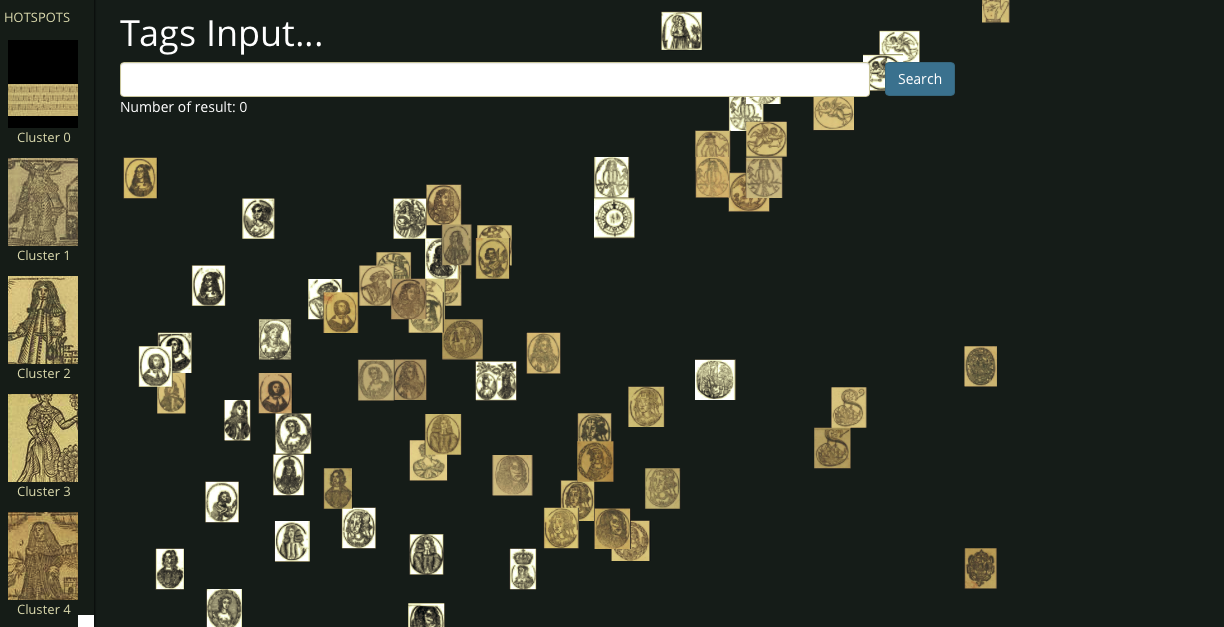 HOTSPOTS
Cluster 0
Cluster 1
Cluster 2
Cluster 3
Cluster 4
Tags Input...
Search
Number of result: 0